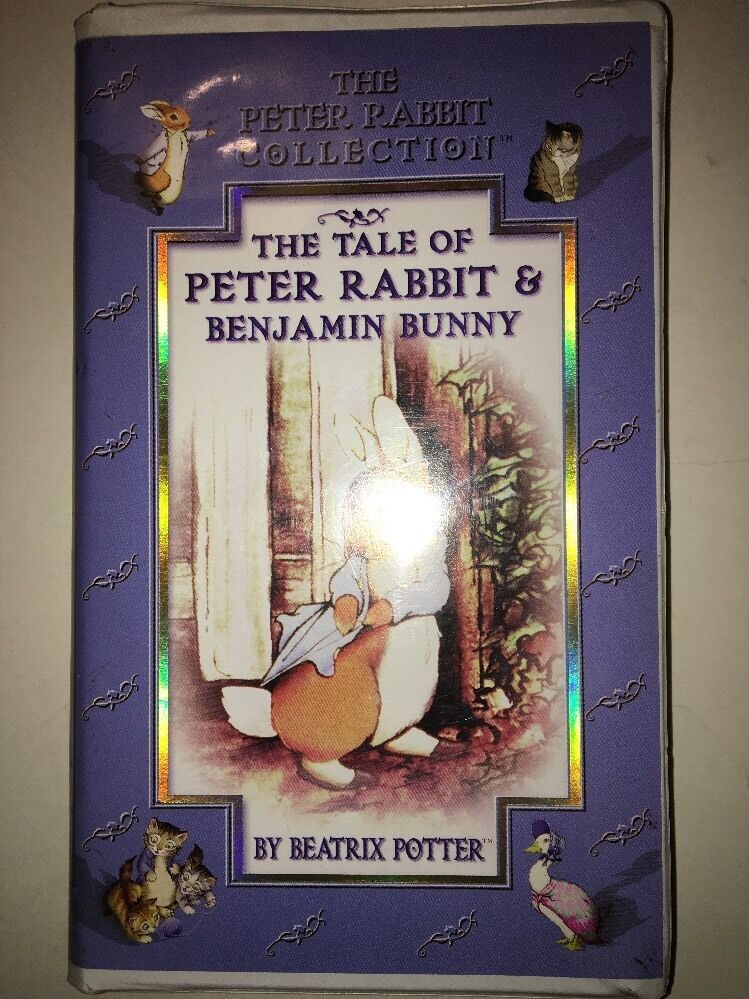 THE
PETER RABBIT
COLLECTION™
THE TALE OF
PETER RABBIT &
BENJAMIN BUNNY
BY BEATRIX POTTER™